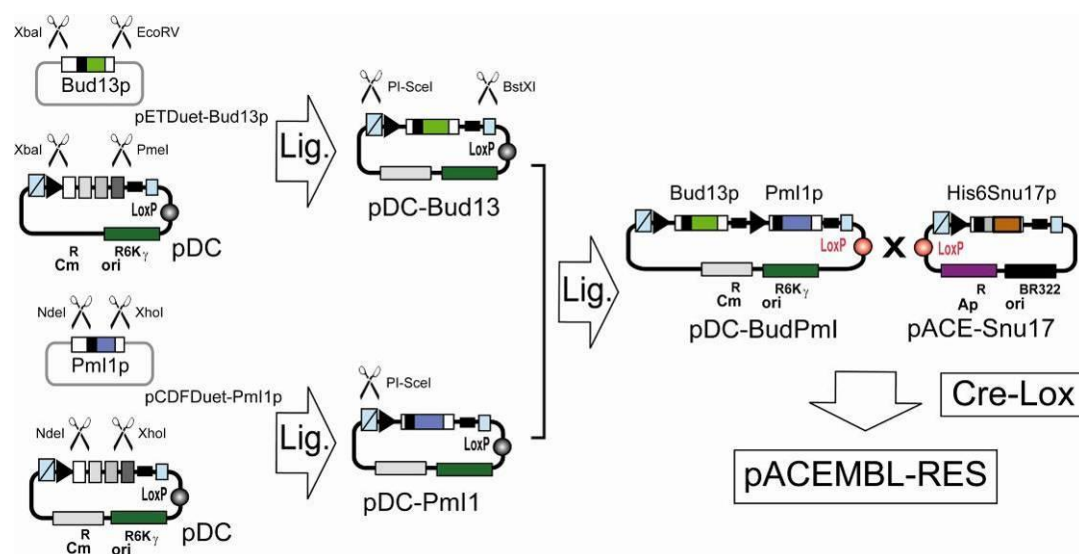 XbaI
EcoRV
Bud13p
pETDuet-Bud13p
XbaI
PmeI
LoxP
R
Cm
R6Kγ
ori
pDC
Lig.
PI-SceI
BstXI
LoxP
pDC-Bud13
NdeI
XhoI
Pml1p
pCDFDuet-Pml1p
NdeI
XhoI
LoxP
R
Cm
R6Kγ
ori
pDC
Lig.
PI-SceI
LoxP
pDC-Pml1
Lig.
Bud13p
Pml1p
LoxP
R
Cm
R6Kγ
ori
pDC-BudPml
X
His6Snu17p
LoxP
R
Ap
BR322
ori
pACE-Snu17
Cre-Lox
pACEMBL-RES